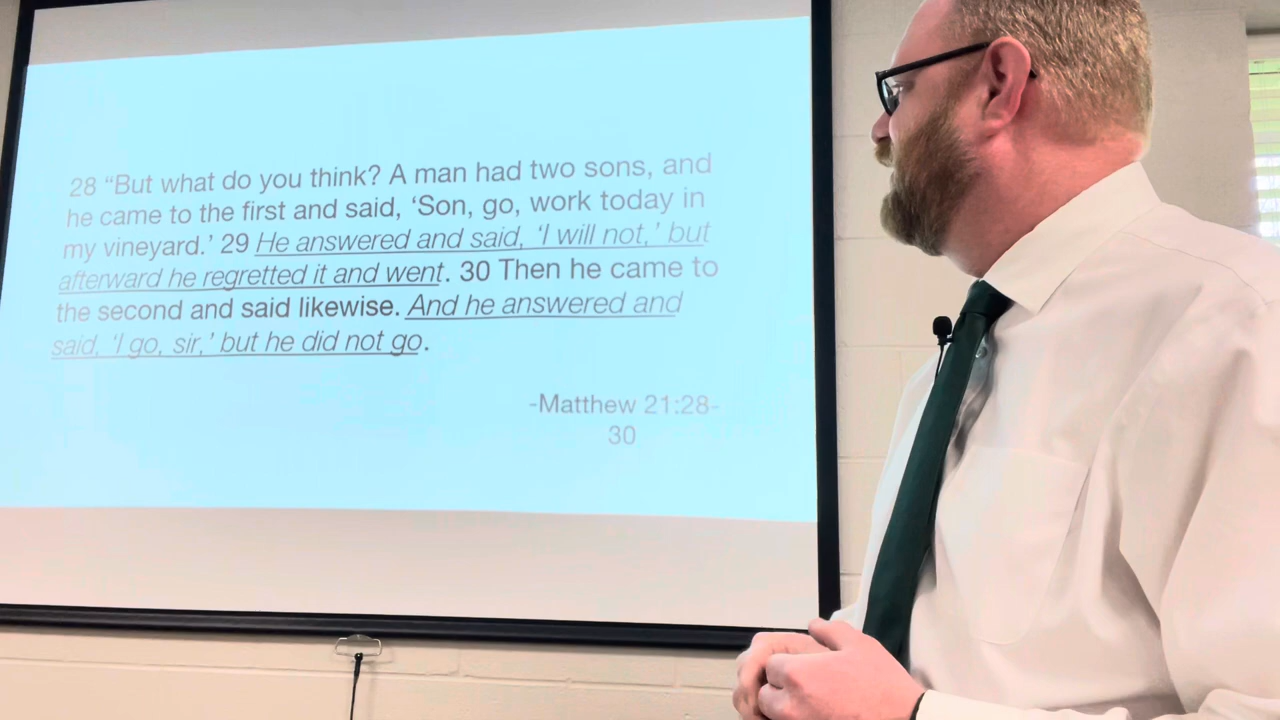 28 “But what do you think? A man had two sons, and
he came to the first and said, ‘Son, go, work today in
my vineyard.’ 29 He answered and said, ‘I will not,’ but
afterward he regretted it and went. 30 Then he came to
the second and said likewise. And he answered and
said, ‘I go, sir,’ but he did not go.
-Matthew 21:28-
30